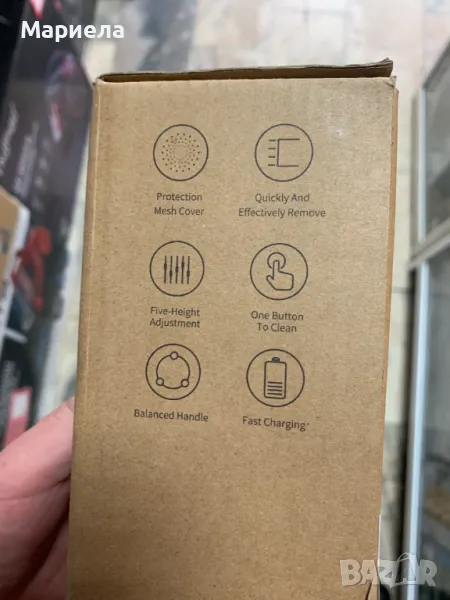 Мариела
Protection
Mesh Cover
Quickly And
Effectively Remove
Five-Height
Adjustment
One Button
To Clean
Balanced Handle
Fast Charging
BAZAR